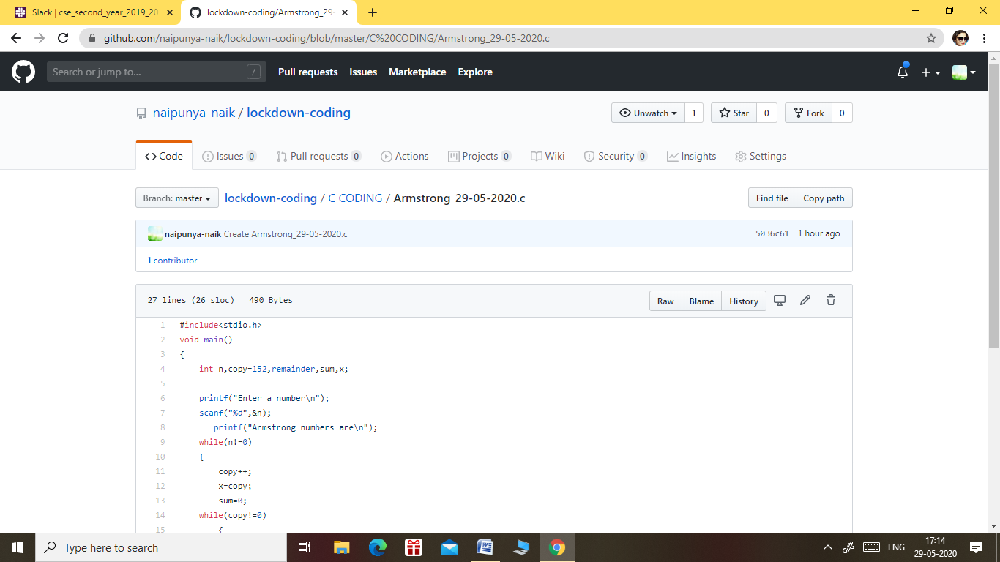 Slack | cse_second_year_2019_20
lockdown-coding/Armstrong_29-
github.com/naipunya-naik/lockdown-coding/blob/master/C%20CODING/Armstrong_29-05-2020.c
Search or jump to... / Pull requests Issues Marketplace Explore
naipunya-naik / lockdown-coding Unwatch 1 Star 0 Fork 0
Code Issues 0 Pull requests 0 Actions Projects 0 Wiki Security 0 Insights Settings
Branch: master lockdown-coding / C CODING / Armstrong_29-05-2020.c Find file Copy path
naipunya-naik Create Armstrong_29-05-2020.c 5036c61 1 hour ago
1 contributor
27 lines (26 sloc) 490 Bytes Raw Blame History
1 #include<stdio.h>
2 void main()
3 {
4 int n,copy=152,remainder,sum,x;
5
6 printf("Enter a number\n");
7 scanf("%d",&n);
8 printf("Armstrong numbers are\n");
9 while(n!=0)
10 {
11 copy++;
12 x=copy;
13 sum=0;
14 while(copy!=0)
15 {
Type here to search ENG 17:14
29-05-2020